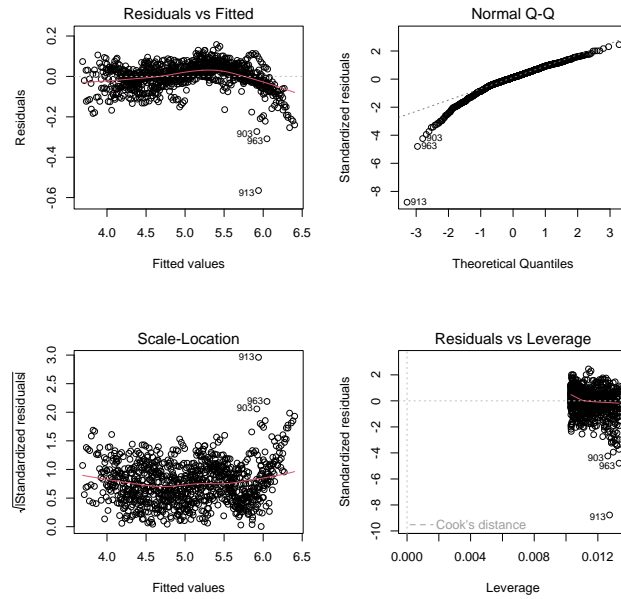 Residuals vs Fitted
Residuals
0.2
0.0
-0.2
-0.4
-0.6
903
963
913
3.5 4.0 4.5 5.0 5.5 6.0 6.5
Fitted values
Normal Q-Q
Standardized residuals
2
0
-2
-4
-6
-8
903
963
913
-3 -2 -1 0 1 2 3
Theoretical Quantiles
Scale-Location
√|Standardized residuals|
3.0
2.5
2.0
1.5
1.0
0.5
0.0
913
963
903
3.5 4.0 4.5 5.0 5.5 6.0 6.5
Fitted values
Residuals vs Leverage
Standardized residuals
2
0
-2
-4
-6
-8
-10
903
963
913
Cook's distance
0.000 0.004 0.008 0.012
Leverage